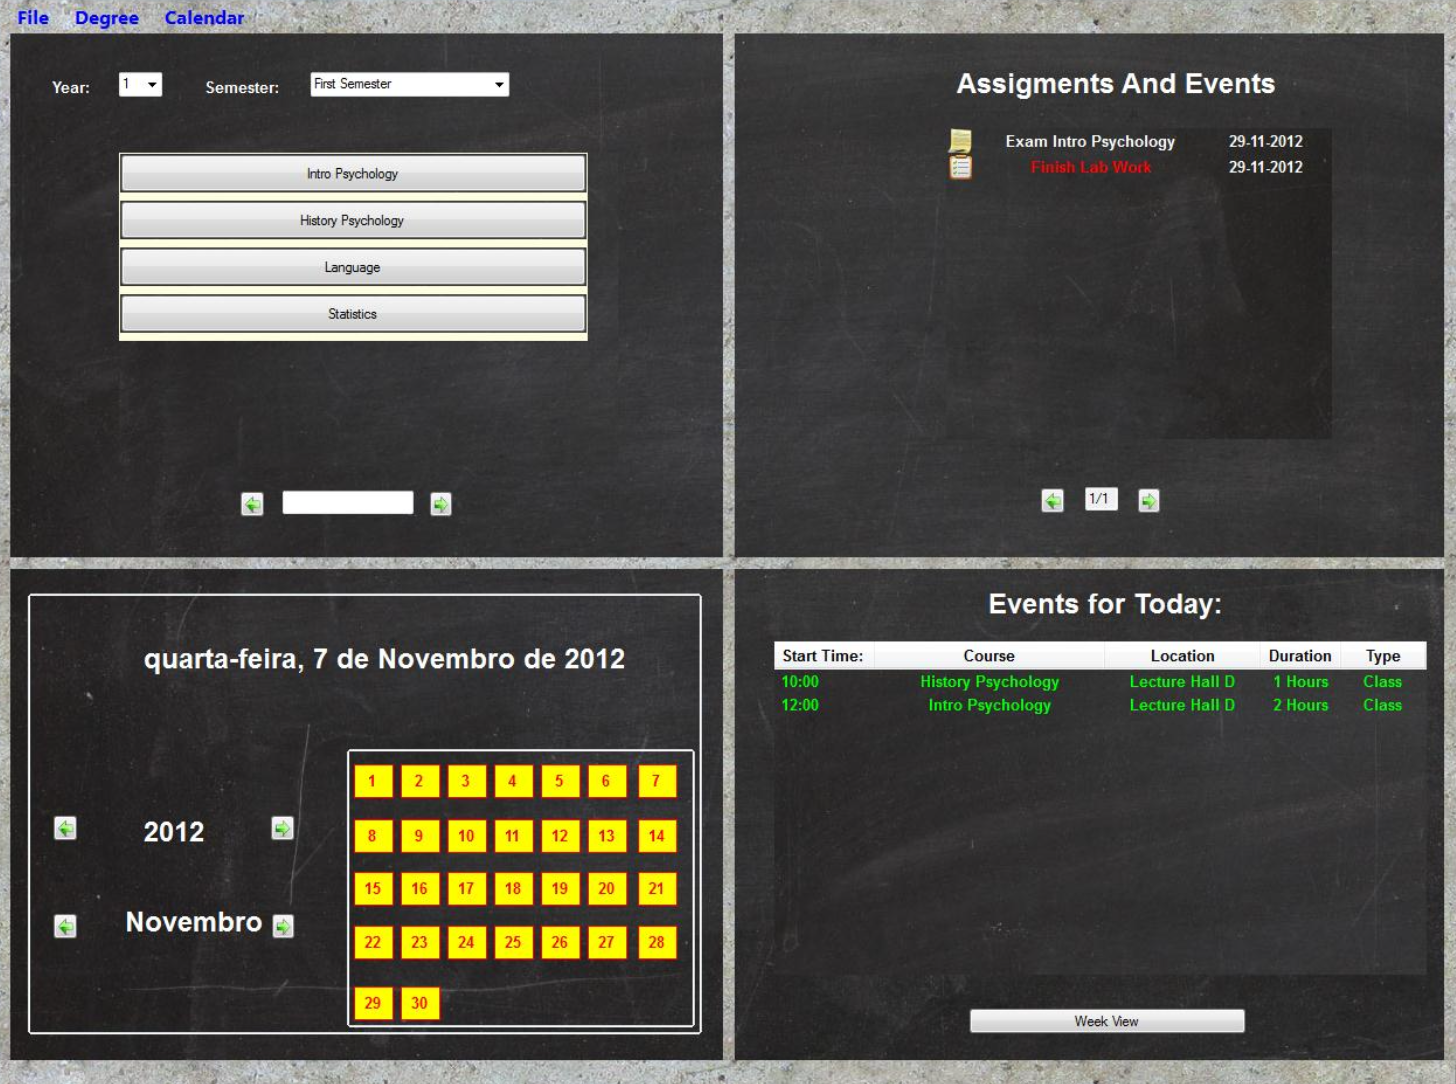 File Degree Calendar
Year: 1 Semester: First Semester
Intro Psychology
History Psychology
Language
Statistics
Assigments And Events
Exam Intro Psychology 29-11-2012
Finish Lab Work 29-11-2012
1/1
quarta-feira, 7 de Novembro de 2012
2012
Novembro
1 2 3 4 5 6 7
8 9 10 11 12 13 14
15 16 17 18 19 20 21
22 23 24 25 26 27 28
29 30
Events for Today:
Start Time: Course Location Duration Type
10:00 History Psychology Lecture Hall D 1 Hours Class
12:00 Intro Psychology Lecture Hall D 2 Hours Class
Week View